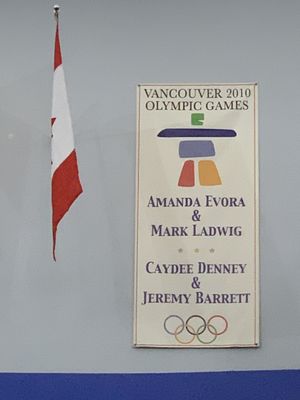 VANCOUVER 2010
OLYMPIC GAMES
AMANDA EVORA
&
MARK LADWIG
CAYDEE DENNEY
&
JEREMY BARRETT